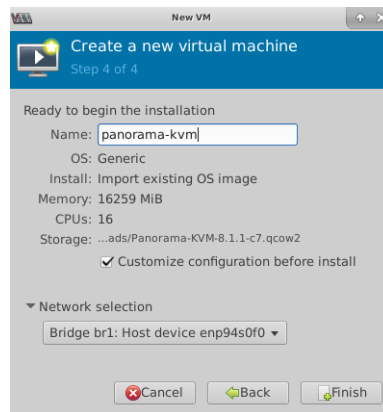 New VM
Create a new virtual machine
Step 4 of 4
Ready to begin the installation
Name: panorama-kvm
OS: Generic
Install: Import existing OS image
Memory: 16259 MiB
CPUs: 16
Storage: ...ads/Panorama-KVM-8.1.1-c7.qcow2
Customize configuration before install
Network selection
Bridge br1: Host device enp94s0f0
Cancel Back Finish